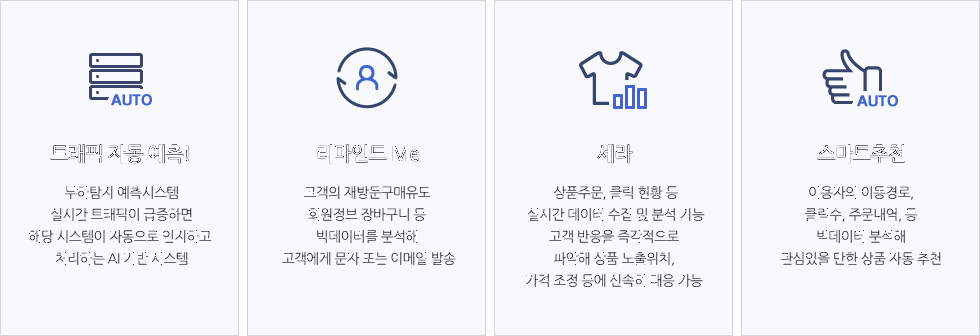 AUTO
트래픽 자동 예측!
부하탐지 예측시스템
실시간 트래픽이 급증하면
해당 시스템이 자동으로 인지하고
처리하는 AI 기반 시스템
리마인드 Me
고객의 재방문구매유도
회원정보 장바구니 등
빅데이터를 분석해
고객에게 문자 또는 이메일 발송
세라
상품주문, 클릭 현황 등
실시간 데이터 수집 및 분석 기능
고객 반응을 즉각적으로
파악해 상품 노출위치,
가격 조정 등에 신속히 대응 가능
AUTO
스마트추천
이용자의 이동경로,
클릭수, 주문내역, 등
빅데이터 분석해
관심있을 만한 상품 자동 추천